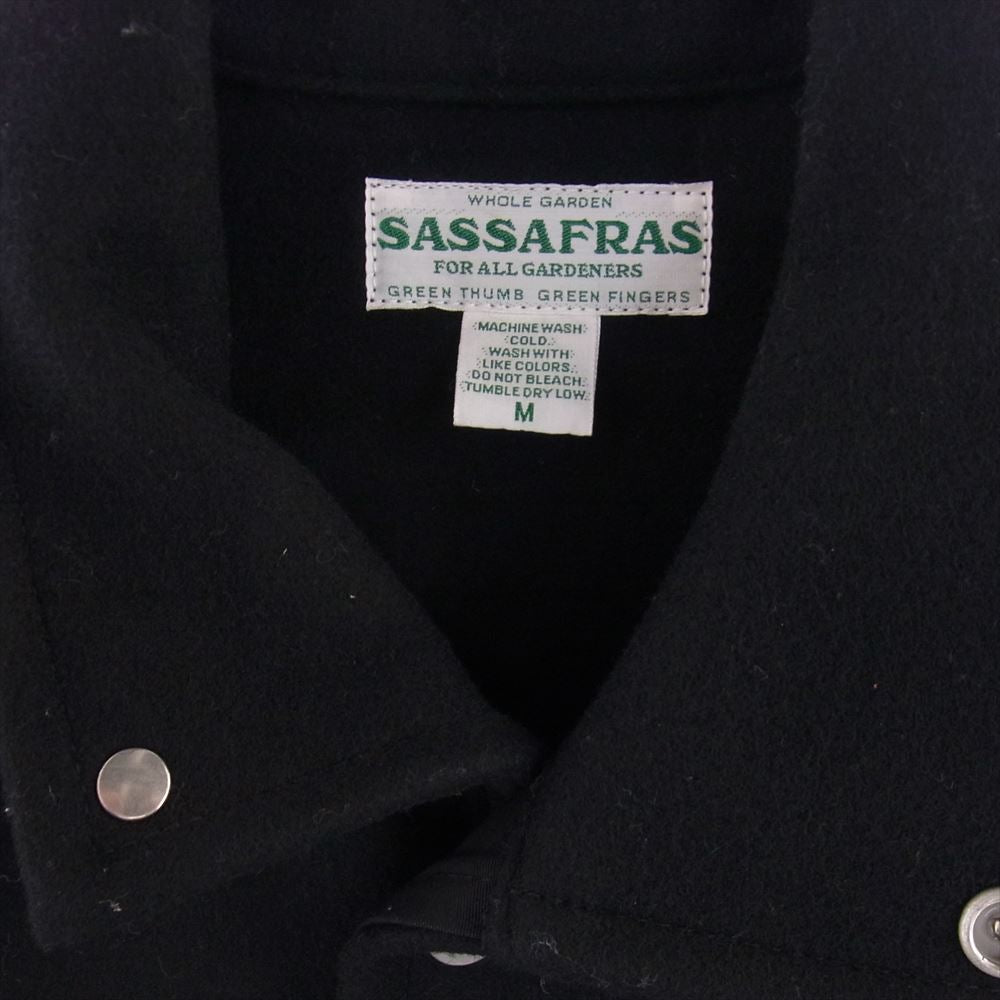 WHOLE GARDEN
SASSAFRAS
FOR ALL GARDENERS
GREEN THUMB GREEN FINGERS
MACHINE WASH
COLD.
WASH WITH
LIKE COLORS.
DO NOT BLEACH.
TUMBLE DRY LOW.
M